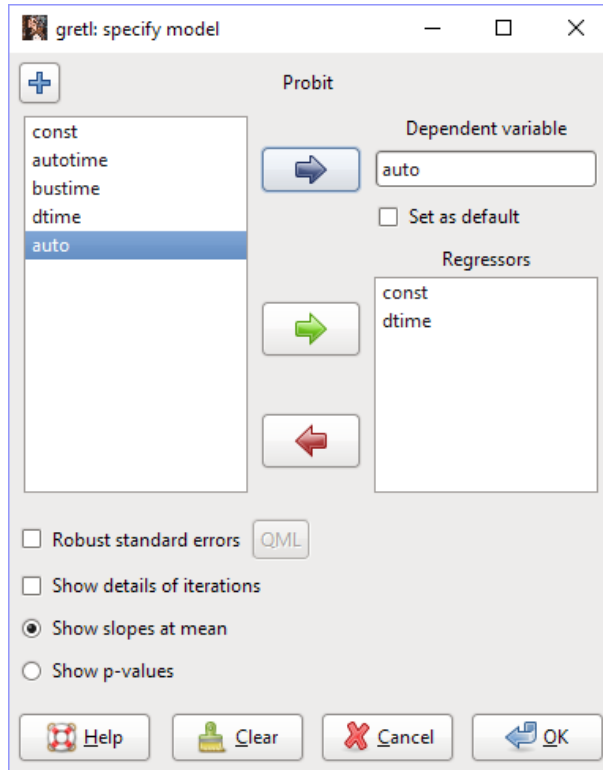 gretl: specify model
Probit
const
autotime
bustime
dtime
auto
Dependent variable
auto
Set as default
Regressors
const
dtime
Robust standard errors QML
Show details of iterations
Show slopes at mean
Show p-values
Help Clear Cancel OK